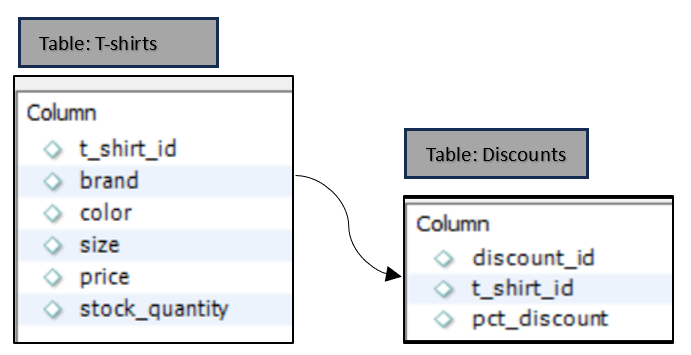 Table: T-shirts
Column
t_shirt_id
brand
color
size
price
stock_quantity
Table: Discounts
Column
discount_id
t_shirt_id
pct_discount